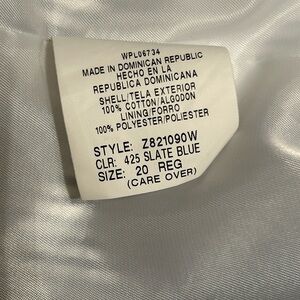 WPL06734
MADE IN DOMINICAN REPUBLIC
HECHO EN LA
REPUBLICA DOMINICANA
SHELL/TELA EXTERIOR
100% COTTON/ALGODON
LINING/FORRO
100% POLYESTER/POLIESTER
STYLE: Z821090W
CLR: 425 SLATE BLUE
SIZE: 20 REG
(CARE OVER)